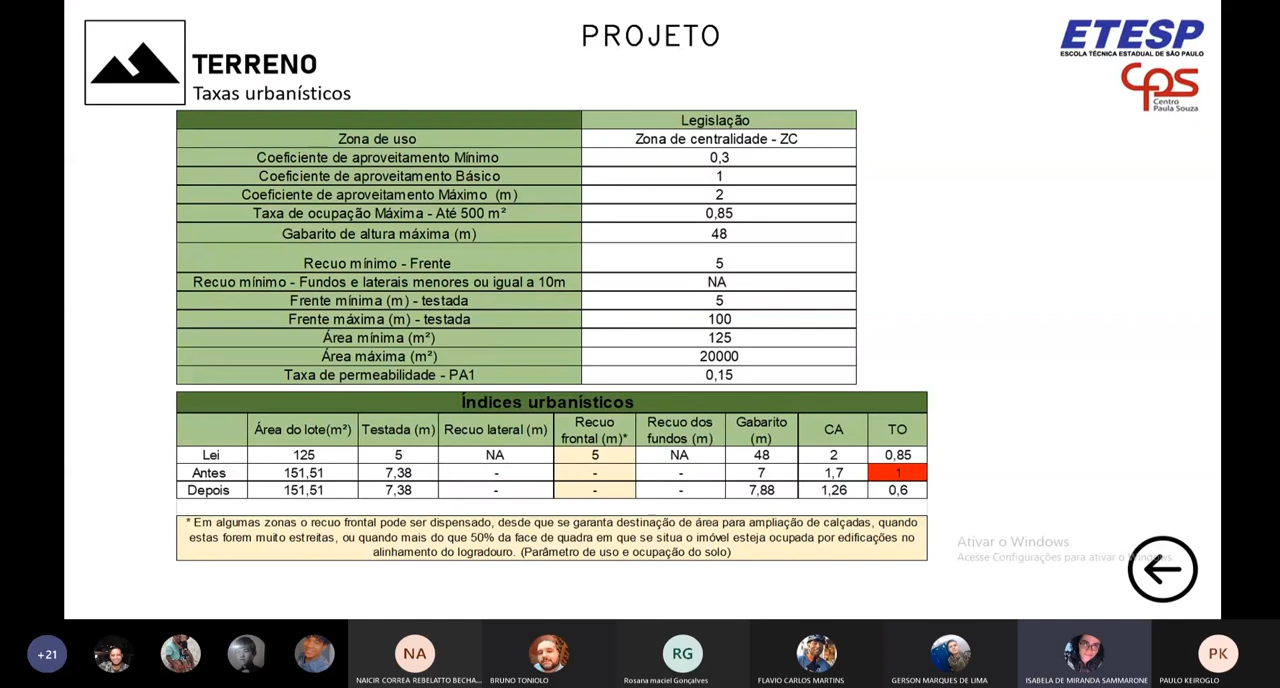 PROJETO
TERRENO
Taxas urbanísticos
ETESP
ESCOLA TÉCNICA ESTADUAL DE SÃO PAULO
CPS
Centro
Paula Souza
Legislação
Zona de uso Zona de centralidade - ZC
Coeficiente de aproveitamento Mínimo 0,3
Coeficiente de aproveitamento Básico 1
Coeficiente de aproveitamento Máximo (m) 2
Taxa de ocupação Máxima - Até 500 m² 0,85
Gabarito de altura máxima (m) 48
Recuo mínimo - Frente 5
Recuo mínimo - Fundos e laterais menores ou igual a 10m NA
Frente mínima (m) - testada 5
Frente máxima (m) - testada 100
Área mínima (m²) 125
Área máxima (m²) 20000
Taxa de permeabilidade - PA1 0,15
Índices urbanísticos
Área do lote(m²) Testada (m) Recuo lateral (m) Recuo frontal (m)* Recuo dos fundos (m) Gabarito (m) CA TO
Lei 125 5 NA 5 NA 48 2 0,85
Antes 151,51 7,38 - - - 7 1,7 1
Depois 151,51 7,38 - - - 7,88 1,26 0,6
* Em algumas zonas o recuo frontal pode ser dispensado, desde que se garanta destinação de área para ampliação de calçadas, quando
estas forem muito estreitas, ou quando mais do que 50% da face de quadra em que se situa o imóvel esteja ocupada por edificações no
alinhamento do logradouro. (Parâmetro de uso e ocupação do solo)
Ativar o Windows
Acesse Configurações para ativar o Windows.
+21
NA
RG
PK
NAICIR CORREA REBELATTO BECHA...
BRUNO TONIOLO
Rosana maciel Gonçalves
FLAVIO CARLOS MARTINS
GERSON MARQUES DE LIMA
ISABELA DE MIRANDA SAMMARONE
PAULO KEIROGLO